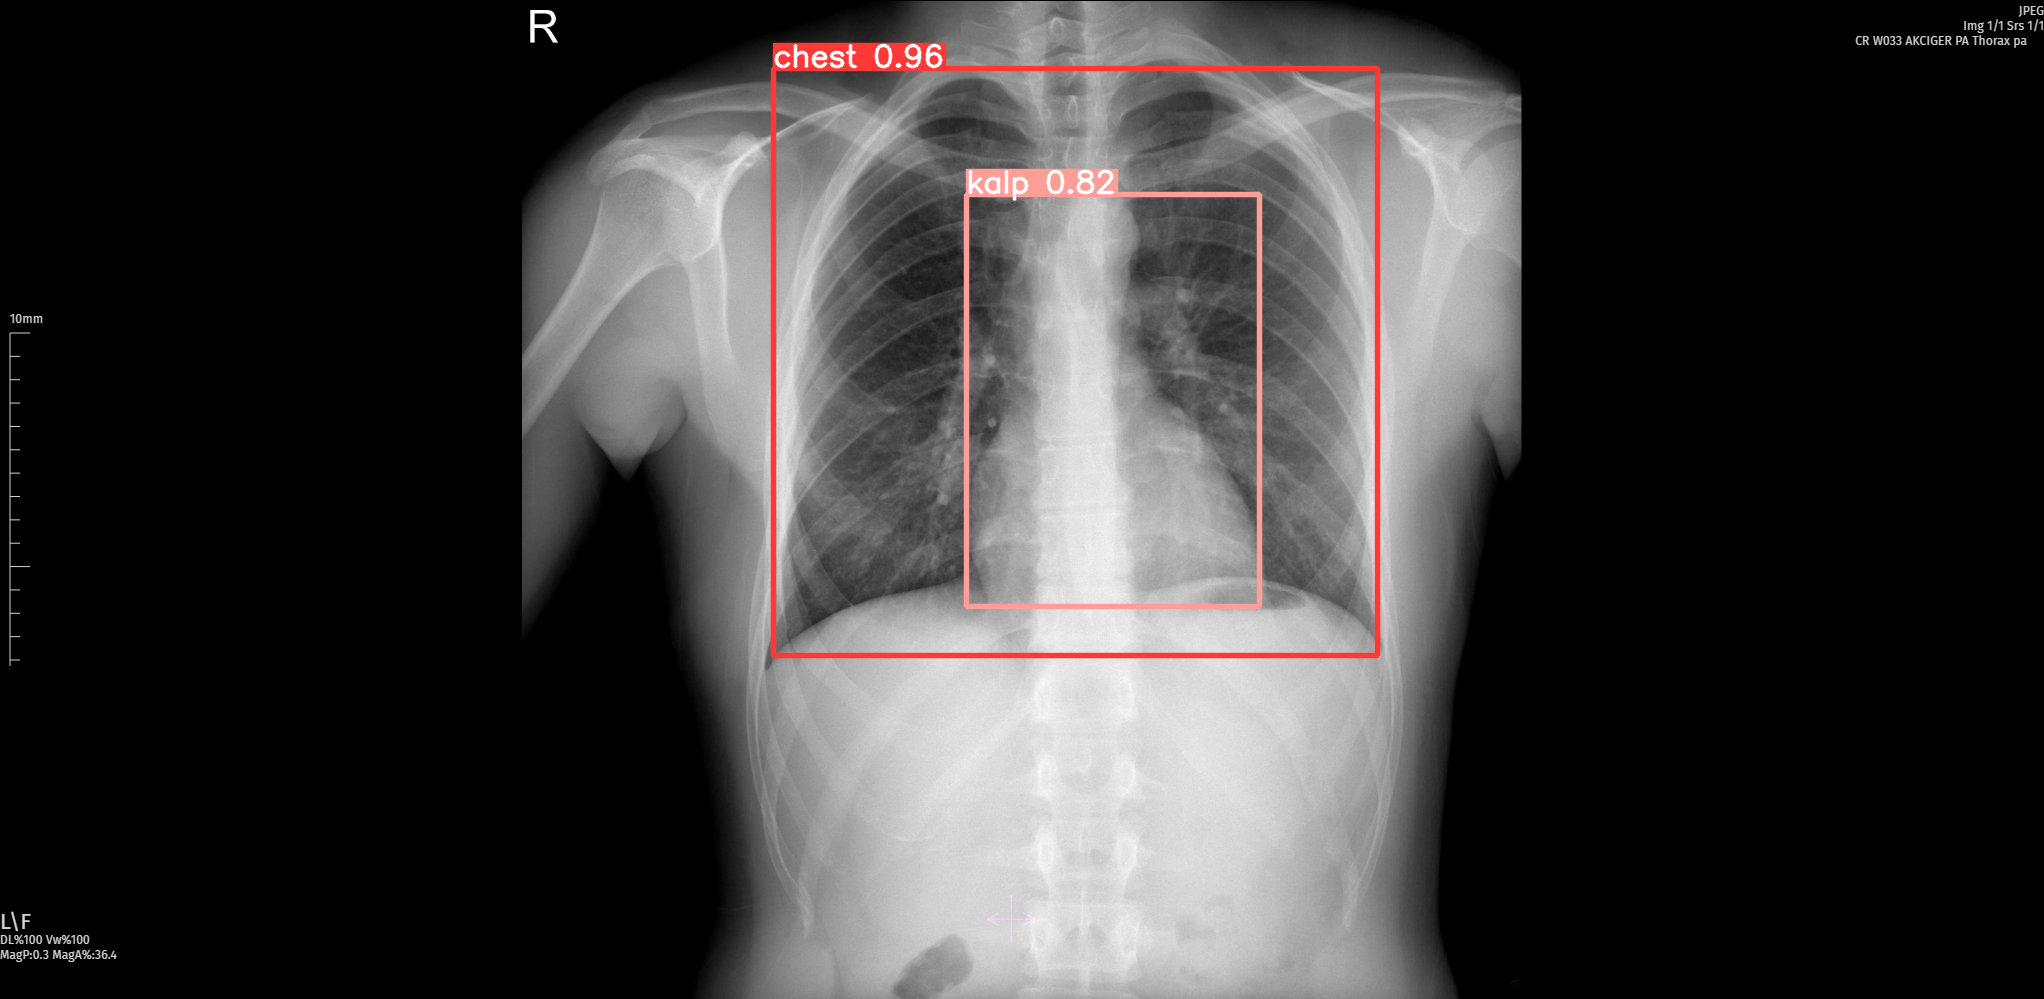 R
JPEG
Img 1/1 Srs 1/1
CR W033 AKCIGER PA Thorax pa
chest 0.96
kalp 0.82
10mm
L\F
DL%100 Vw%100
MagP:0.3 MagA%:36.4